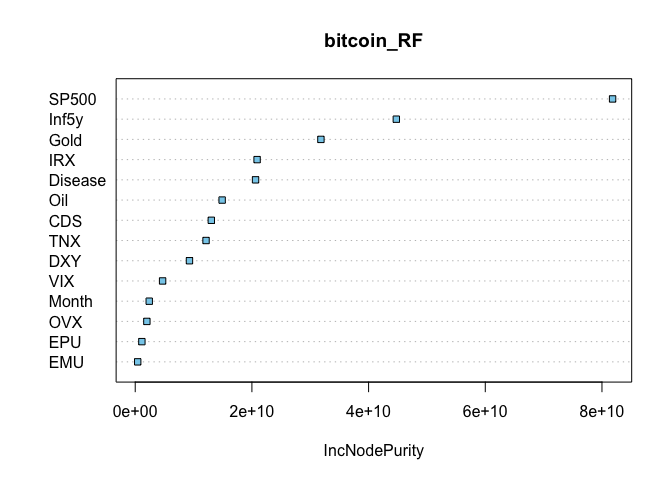 bitcoin_RF
SP500
Inf5y
Gold
IRX
Disease
Oil
CDS
TNX
DXY
VIX
Month
OVX
EPU
EMU
0e+00 2e+10 4e+10 6e+10 8e+10
IncNodePurity